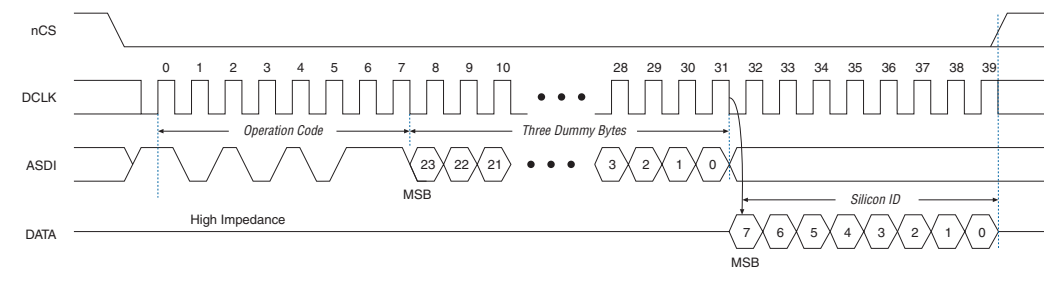 nCS
0 1 2 3 4 5 6 7 8 9 10 28 29 30 31 32 33 34 35 36 37 38 39
DCLK
Operation Code Three Dummy Bytes
ASDI 23 22 21 3 2 1 0
MSB
Silicon ID
High Impedance
DATA 7 6 5 4 3 2 1 0
MSB